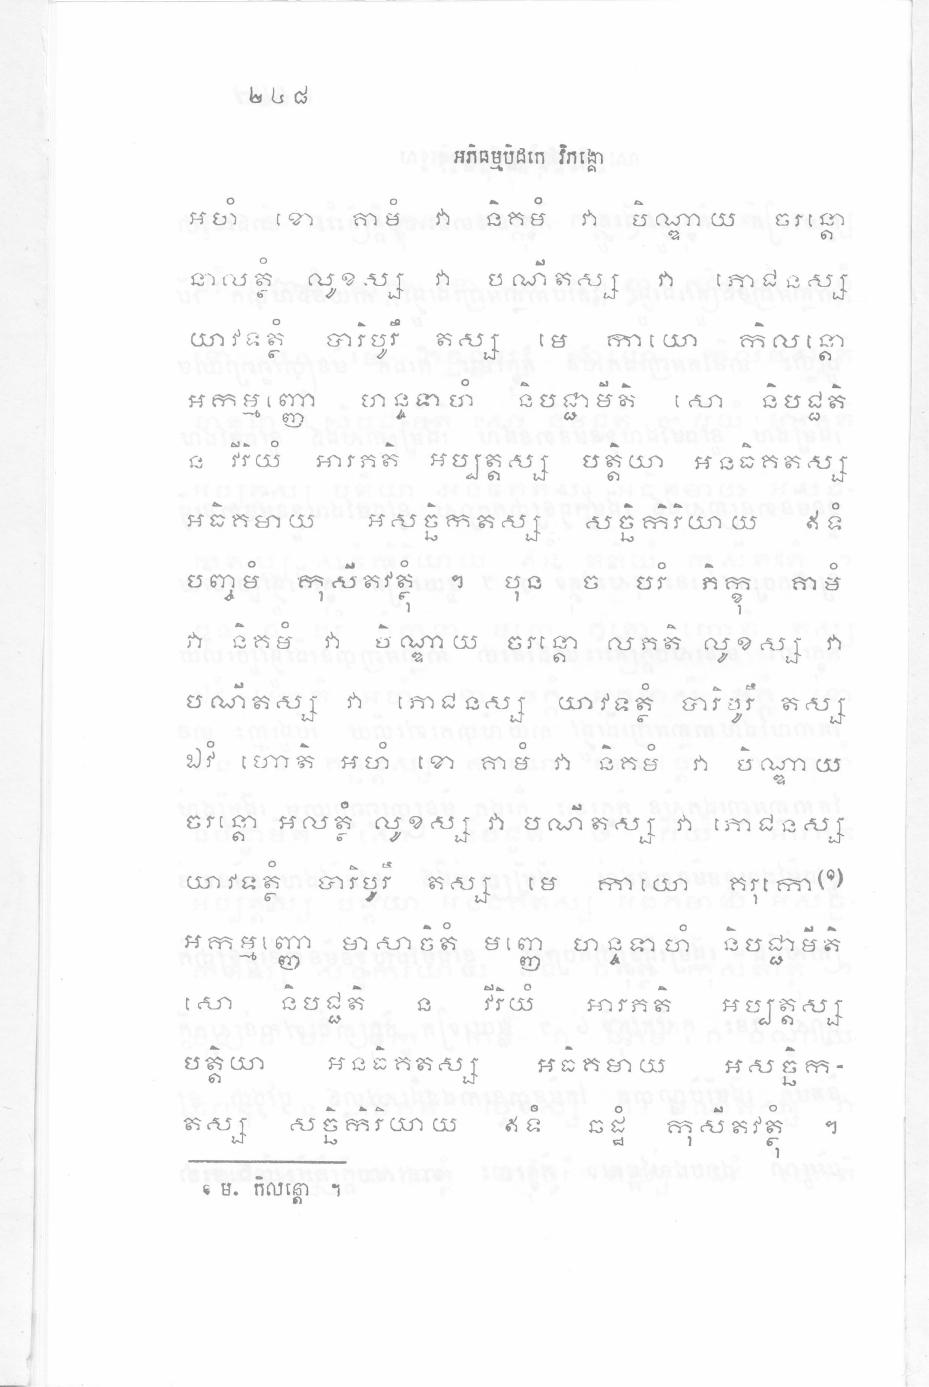 ២៤៨
អភិធម្មបិដកេ វិភង្គោ
អហំ ខោ គាមំ វា និគមំ វា បិណ្ឌាយ ចរន្តោ
នាលត្ថំ លូខស្ស វា បណីតស្ស វា ភោជនស្ស
យាវទត្ថំ បារិបូរឹ តស្ស មេ កាយោ កិលន្តោ
អកម្មញ្ញោ ហន្ទាហំ និបជ្ជាមីតិ សោ និបជ្ជតិ
ន វីរិយំ អារភតិ អប្បត្តស្ស បត្តិយា អនធិគតស្ស
អធិគមាយ អសច្ឆិកតស្ស សច្ឆិកិរិយាយ ឥទំ
បញ្ចមំ កុសីតវត្ថុំ ។ បុន ច បរំ ភិក្ខុ គាមំ
វា និគមំ វា បិណ្ឌាយ ចរន្តោ លភតិ លូខស្ស វា
បណីតស្ស វា ភោជនស្ស យាវទត្ថំ បារិបូរឹ តស្ស
ឯវំ ហោតិ អហំ ខោ គាមំ វា និគមំ វា បិណ្ឌាយ
ចរន្តោ អលត្ថំ លូខស្ស វា បណីតស្ស វា ភោជនស្ស
យាវទត្ថំ បារិបូរឹ តស្ស មេ កាយោ គរុកោ(១)
អកម្មញ្ញោ មាសាចិតំ មញ្ញេ ហន្ទាហំ និបជ្ជាមីតិ
សោ និបជ្ជតិ ន វីរិយំ អារភតិ អប្បត្តស្ស
បត្តិយា អនធិគតស្ស អធិគមាយ អសច្ឆិក-
តស្ស សច្ឆិកិរិយាយ ឥទំ ឆដ្ឋំ កុសីតវត្ថុំ ។
១ ម. កិលន្តោ ។